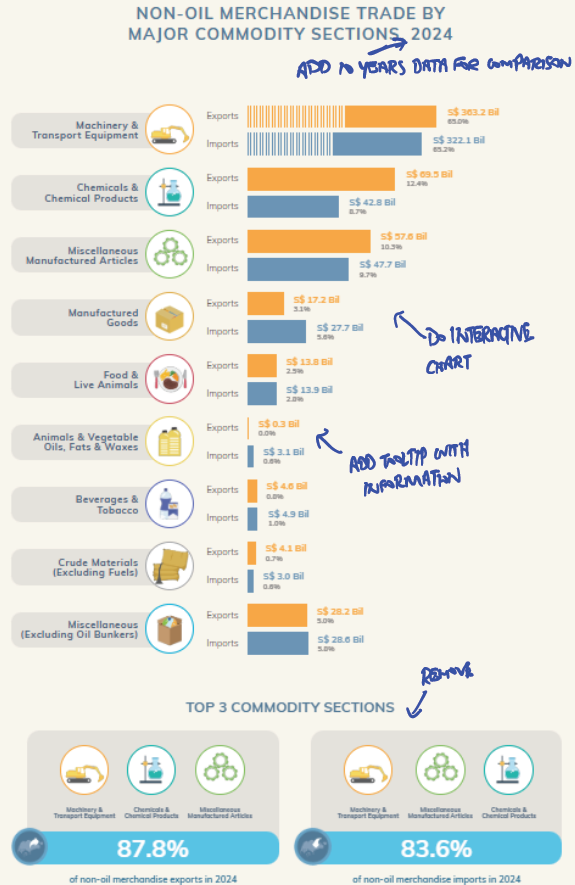 NON-OIL MERCHANDISE TRADE BY
MAJOR COMMODITY SECTIONS, 2024
ADD 10 YEARS DATA FOR COMPARISON
Machinery &
Transport Equipment
Exports
S$ 363.2 Bil
65.0%
Imports
S$ 322.1 Bil
65.2%
Chemicals &
Chemical Products
Exports
S$ 69.5 Bil
12.4%
Imports
S$ 42.8 Bil
8.7%
Miscellaneous
Manufactured Articles
Exports
S$ 57.6 Bil
10.3%
Imports
S$ 47.7 Bil
9.7%
Manufactured
Goods
Exports
S$ 17.2 Bil
3.1%
Imports
S$ 27.7 Bil
5.6%
DO INTERACTIVE
CHART
Food &
Live Animals
Exports
S$ 13.8 Bil
2.5%
Imports
S$ 13.9 Bil
2.8%
Animals & Vegetable
Oils, Fats & Waxes
Exports
S$ 0.3 Bil
0.0%
Imports
S$ 3.1 Bil
0.6%
ADD TOOLTIP WITH
INFORMATION
Beverages &
Tobacco
Exports
S$ 4.6 Bil
0.8%
Imports
S$ 4.9 Bil
1.0%
Crude Materials
(Excluding Fuels)
Exports
S$ 4.1 Bil
0.7%
Imports
S$ 3.0 Bil
0.6%
Miscellaneous
(Excluding Oil Bunkers)
Exports
S$ 28.2 Bil
5.0%
Imports
S$ 28.6 Bil
5.8%
REMOVE
TOP 3 COMMODITY SECTIONS
Machinery &
Transport Equipment
Chemicals &
Chemical Products
Miscellaneous
Manufactured Articles
87.8%
of non-oil merchandise exports in 2024
Machinery &
Transport Equipment
Miscellaneous
Manufactured Articles
Chemicals &
Chemical Products
83.6%
of non-oil merchandise imports in 2024